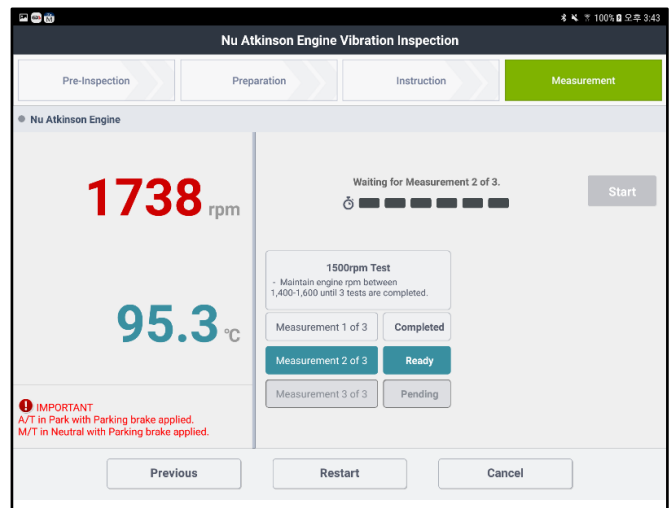 100% 오후 3:43
Nu Atkinson Engine Vibration Inspection
Pre-Inspection
Preparation
Instruction
Measurement
Nu Atkinson Engine
1738 rpm
95.3 °C
IMPORTANT
A/T in Park with Parking brake applied.
M/T in Neutral with Parking brake applied.
Waiting for Measurement 2 of 3.
Start
1500rpm Test
- Maintain engine rpm between
1,400-1,600 until 3 tests are completed.
Measurement 1 of 3 Completed
Measurement 2 of 3 Ready
Measurement 3 of 3 Pending
Previous
Restart
Cancel